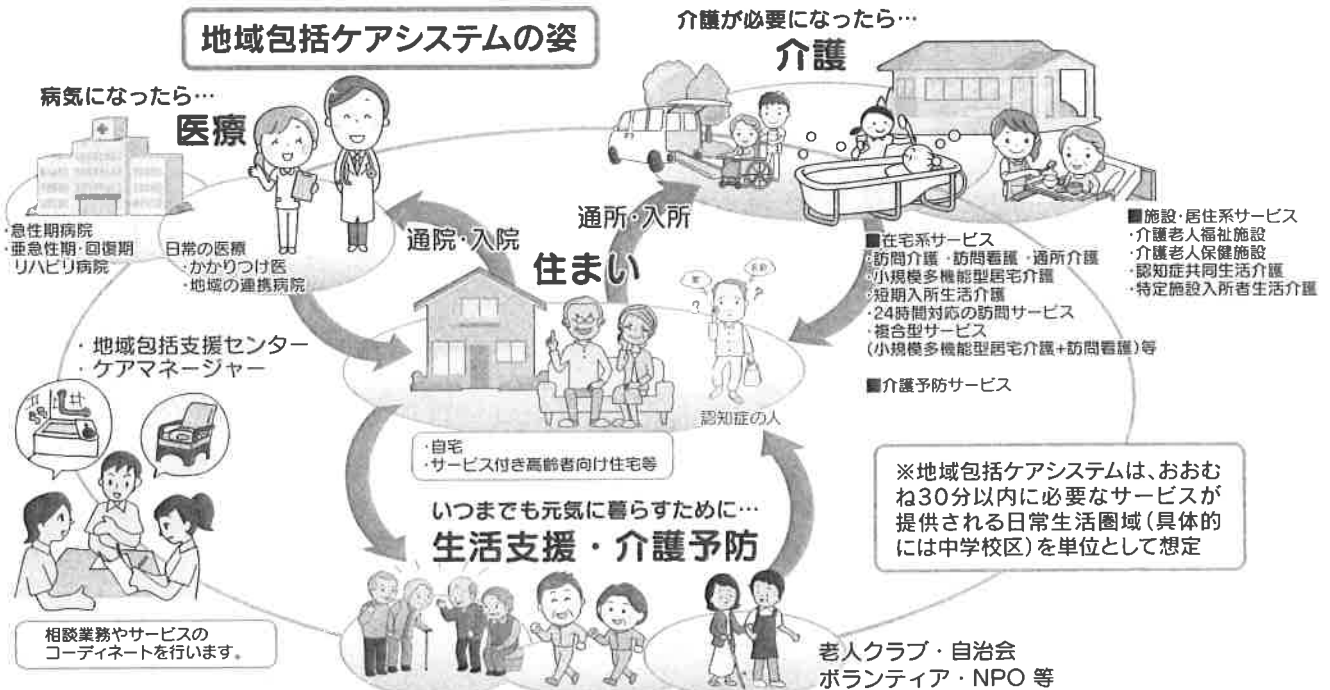 地域包括ケアシステムの姿
病気になったら…
医療
・急性期病院
・亜急性期・回復期
リハビリ病院
日常の医療
・かかりつけ医
・地域の連携病院
通院・入院
介護が必要になったら…
介護
通所・入所
■在宅系サービス
・訪問介護・訪問看護・通所介護
・小規模多機能型居宅介護
・短期入所生活介護
・24時間対応の訪問サービス
・複合型サービス
(小規模多機能型居宅介護+訪問看護)等
■介護予防サービス
■施設・居住系サービス
・介護老人福祉施設
・介護老人保健施設
・認知症共同生活介護
・特定施設入所者生活介護
住まい
認知症の人
・自宅
・サービス付き高齢者向け住宅等
・地域包括支援センター
・ケアマネージャー
相談業務やサービスの
コーディネートを行います。
いつまでも元気に暮らすために…
生活支援・介護予防
老人クラブ・自治会
ボランティア・NPO 等
※地域包括ケアシステムは、おおむ
ね30分以内に必要なサービスが
提供される日常生活圏域(具体的
には中学校区)を単位として想定